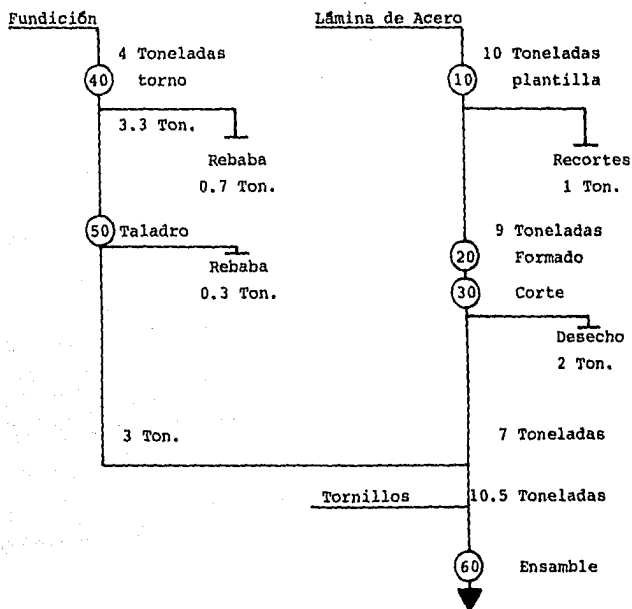 Fundición
4 Toneladas
40 torno
3.3 Ton.
Rebaba
0.7 Ton.
50 Taladro
Rebaba
0.3 Ton.
3 Ton.
Lámina de Acero
10 Toneladas
10 plantilla
Recortes
1 Ton.
9 Toneladas
20 Formado
30 Corte
Desecho
2 Ton.
7 Toneladas
Tornillos 10.5 Toneladas
60 Ensamble